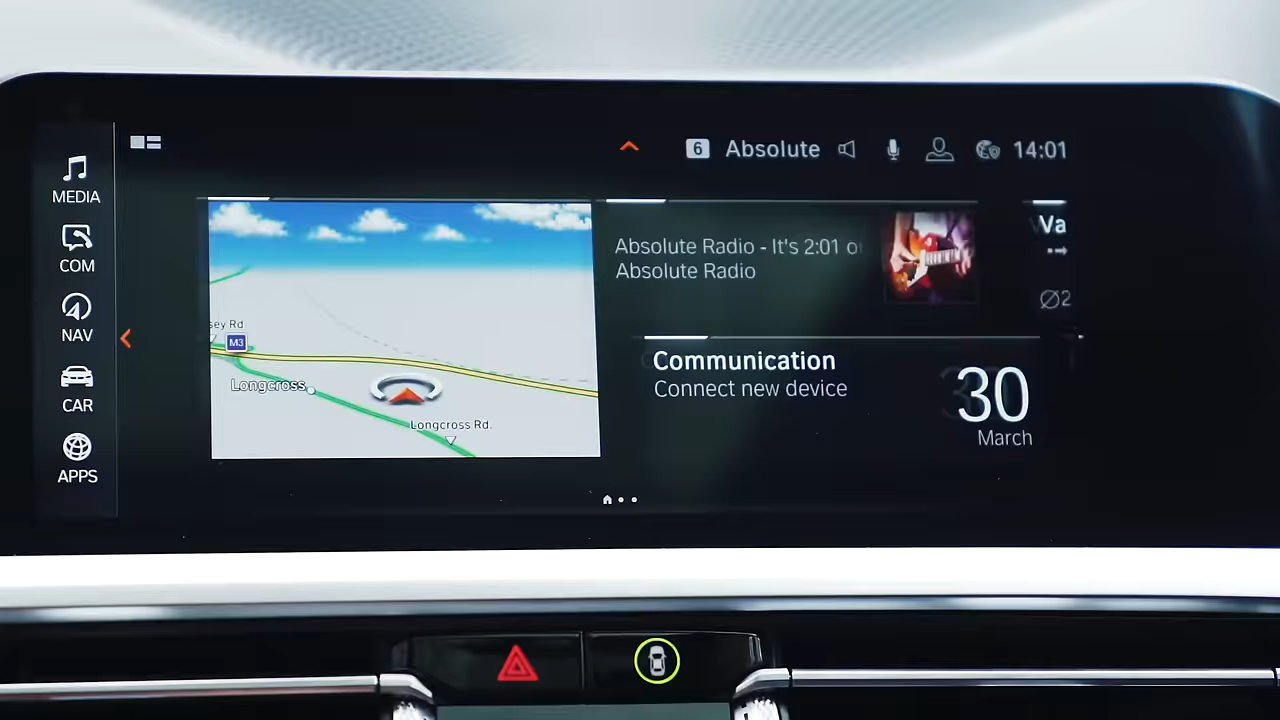 6 Absolute 14:01
MEDIA
COM
NAV
CAR
APPS
sey Rd
M3
Longcross
Longcross Rd.
Absolute Radio - It's 2:01 o
Absolute Radio
Va
Ø2
Communication
Connect new device
30
March